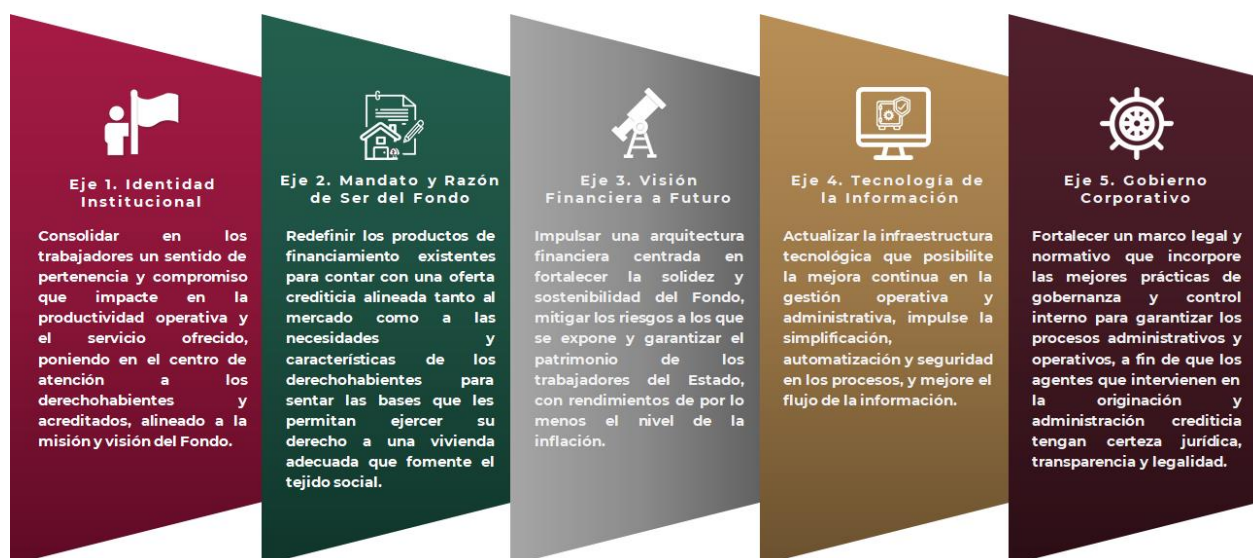 Eje 1. Identidad
Institucional
Consolidar en los
trabajadores un sentido de
pertenencia y compromiso
que impacte en la
productividad operativa y
el servicio ofrecido,
poniendo en el centro de
atención a los
derechohabientes y
acreditados, alineado a la
misión y visión del Fondo.
Eje 2. Mandato y Razón
de Ser del Fondo
Redefinir los productos de
financiamiento existentes
para contar con una oferta
crediticia alineada tanto al
mercado como a las
necesidades y
características de los
derechohabientes para
sentar las bases que les
permitan ejercer su
derecho a una vivienda
adecuada que fomente el
tejido social.
Eje 3. Visión
Financiera a Futuro
Impulsar una arquitectura
financiera centrada en
fortalecer la solidez y
sostenibilidad del Fondo,
mitigar los riesgos a los que
se expone y garantizar el
patrimonio de los
trabajadores del Estado,
con rendimientos de por lo
menos el nivel de la
inflación.
Eje 4. Tecnología de
la Información
Actualizar la infraestructura
tecnológica que posibilite
la mejora continua en la
gestión operativa y
administrativa, impulse la
simplificación,
automatización y seguridad
en los procesos, y mejore el
flujo de la información.
Eje 5. Gobierno
Corporativo
Fortalecer un marco legal y
normativo que incorpore
las mejores prácticas de
gobernanza y control
interno para garantizar los
procesos administrativos y
operativos, a fin de que los
agentes que intervienen en
la originación y
administración crediticia
tengan certeza jurídica,
transparencia y legalidad.